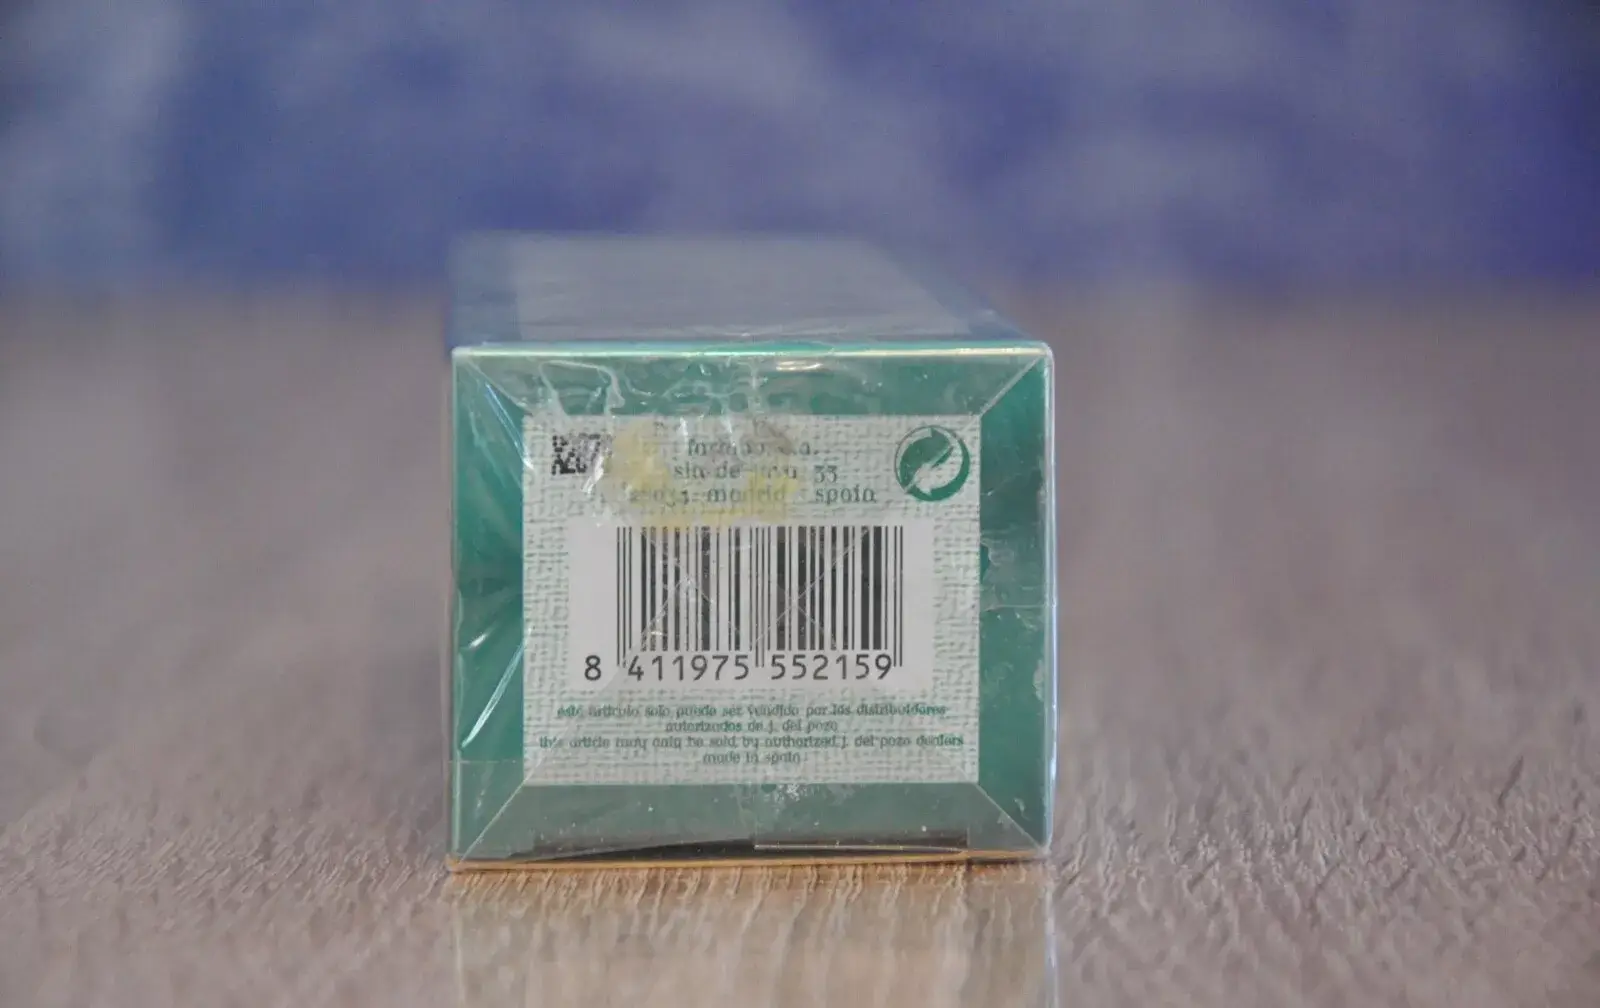 33
madrid spain
8 411975 552159
este artículo solo puede ser vendido por los distribuidores
autorizados de j. del pozo
this article may only be sold by authorized j. del pozo dealers
made in spain